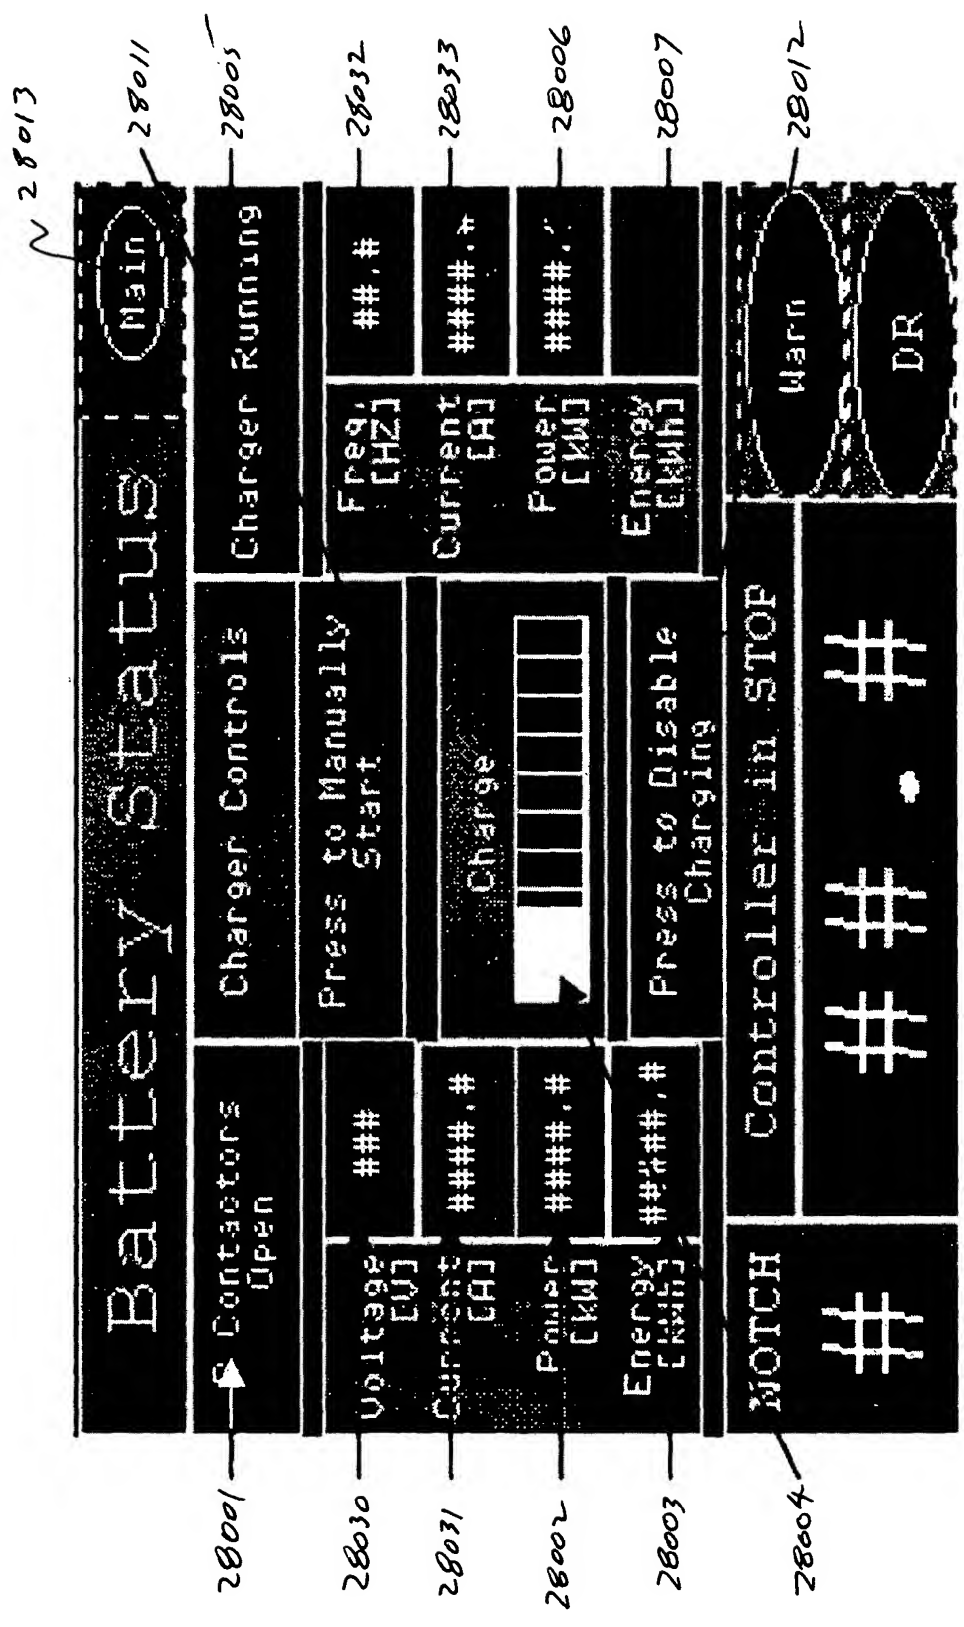 28013
28011
28005
28032
28033
28006
28007
28012
Battery Status
Main
Contactors
Open
Charger Controls
Charger Running
Voltage
[V]
###
Press to Manually
Start
Freq.
[HZ]
##.#
Current
[A]
####.#
Charge
Current
[A]
####.#
Power
[KW]
####.#
Power
[KW]
####.
Energy
[KWh]
#####.#
Press to Disable
Charging
Energy
[KWh]
NOTCH
#
Controller in STOP
##.#
Warn
DR
28001
28030
28031
28002
28003
28004